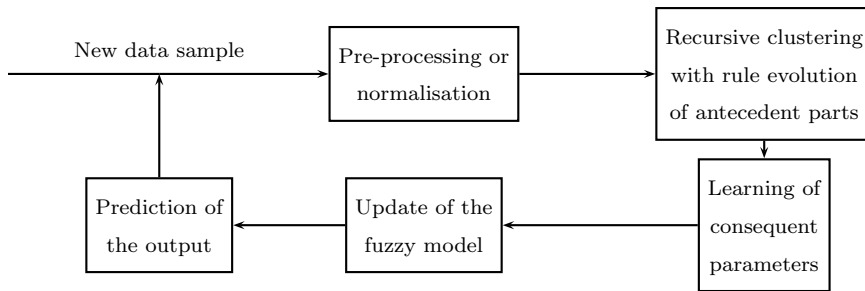 New data sample
Pre-processing or
normalisation
Recursive clustering
with rule evolution
of antecedent parts
Learning of
consequent
parameters
Update of the
fuzzy model
Prediction of
the output